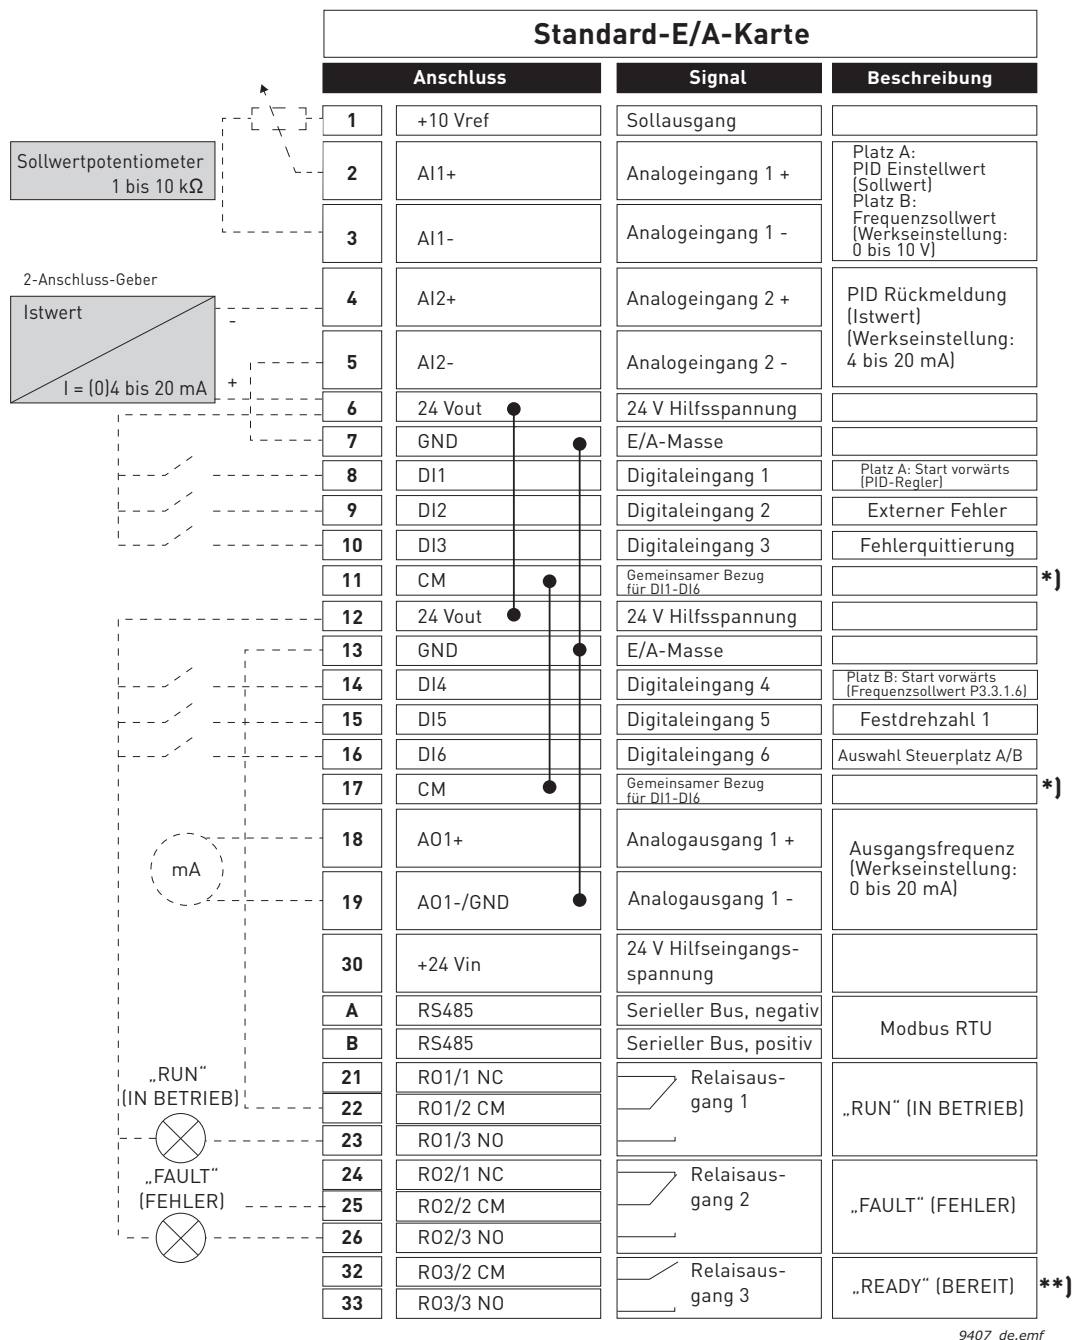 Standard-E/A-Karte
Anschluss Signal Beschreibung
1 +10 Vref Sollausgang
Sollwertpotentiometer
1 bis 10 kΩ
2 AI1+ Analogeingang 1 +
3 AI1- Analogeingang 1 -
Platz A:
PID Einstellwert
(Sollwert)
Platz B:
Frequenzsollwert
(Werkseinstellung:
0 bis 10 V)
2-Anschluss-Geber
Istwert
-
I = (0)4 bis 20 mA
+
4 AI2+ Analogeingang 2 +
5 AI2- Analogeingang 2 -
PID Rückmeldung
(Istwert)
(Werkseinstellung:
4 bis 20 mA)
6 24 Vout 24 V Hilfsspannung
7 GND E/A-Masse
8 DI1 Digitaleingang 1
Platz A: Start vorwärts
(PID-Regler)
9 DI2 Digitaleingang 2 Externer Fehler
10 DI3 Digitaleingang 3 Fehlerquittierung
11 CM
Gemeinsamer Bezug
für DI1-DI6
*)
12 24 Vout 24 V Hilfsspannung
13 GND E/A-Masse
14 DI4 Digitaleingang 4
Platz B: Start vorwärts
(Frequenzsollwert P3.3.1.6)
15 DI5 Digitaleingang 5 Festdrehzahl 1
16 DI6 Digitaleingang 6 Auswahl Steuerplatz A/B
17 CM
Gemeinsamer Bezug
für DI1-DI6
*)
mA
18 AO1+ Analogausgang 1 +
19 AO1-/GND Analogausgang 1 -
Ausgangsfrequenz
(Werkseinstellung:
0 bis 20 mA)
30 +24 Vin
24 V Hilfseingangs-
spannung
A RS485 Serieller Bus, negativ
B RS485 Serieller Bus, positiv
Modbus RTU
„RUN“
(IN BETRIEB)
21 RO1/1 NC
22 RO1/2 CM
23 RO1/3 NO
Relaisaus-
gang 1
„RUN“ (IN BETRIEB)
„FAULT“
(FEHLER)
24 RO2/1 NC
25 RO2/2 CM
26 RO2/3 NO
Relaisaus-
gang 2
„FAULT“ (FEHLER)
32 RO3/2 CM
33 RO3/3 NO
Relaisaus-
gang 3
„READY“ (BEREIT)
**)
9407_de.emf